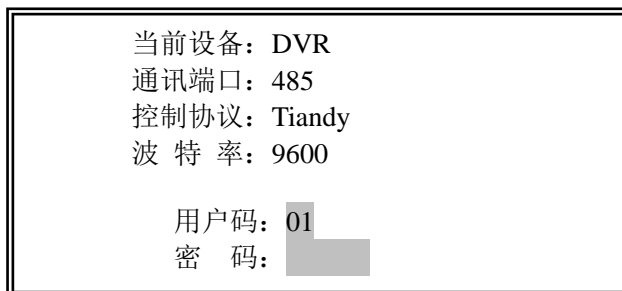 当前设备：DVR
通讯端口：485
控制协议：Tiandy
波 特 率：9600
用户码：01
密　码：